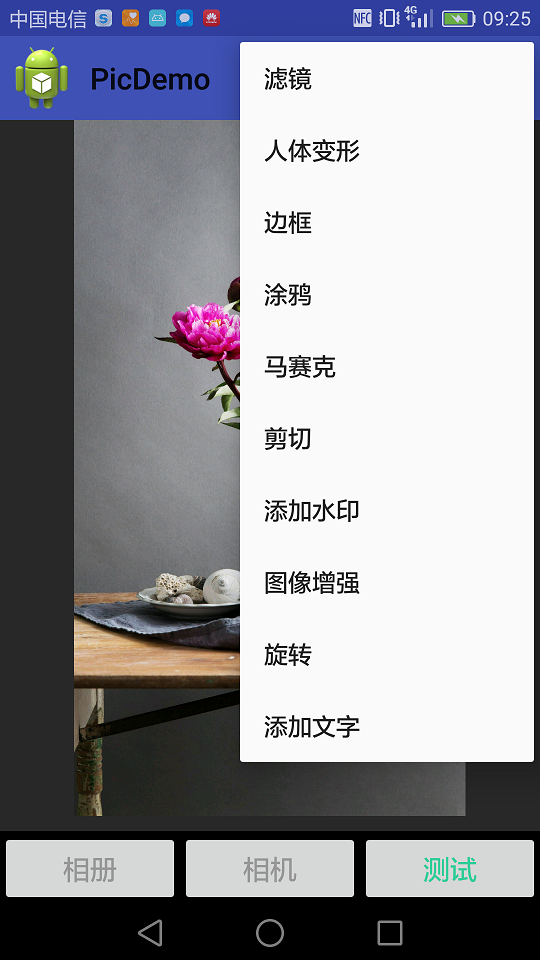 中国电信
NFC
4G
09:25
PicDemo
滤镜
人体变形
边框
涂鸦
马赛克
剪切
添加水印
图像增强
旋转
添加文字
相册
相机
测试